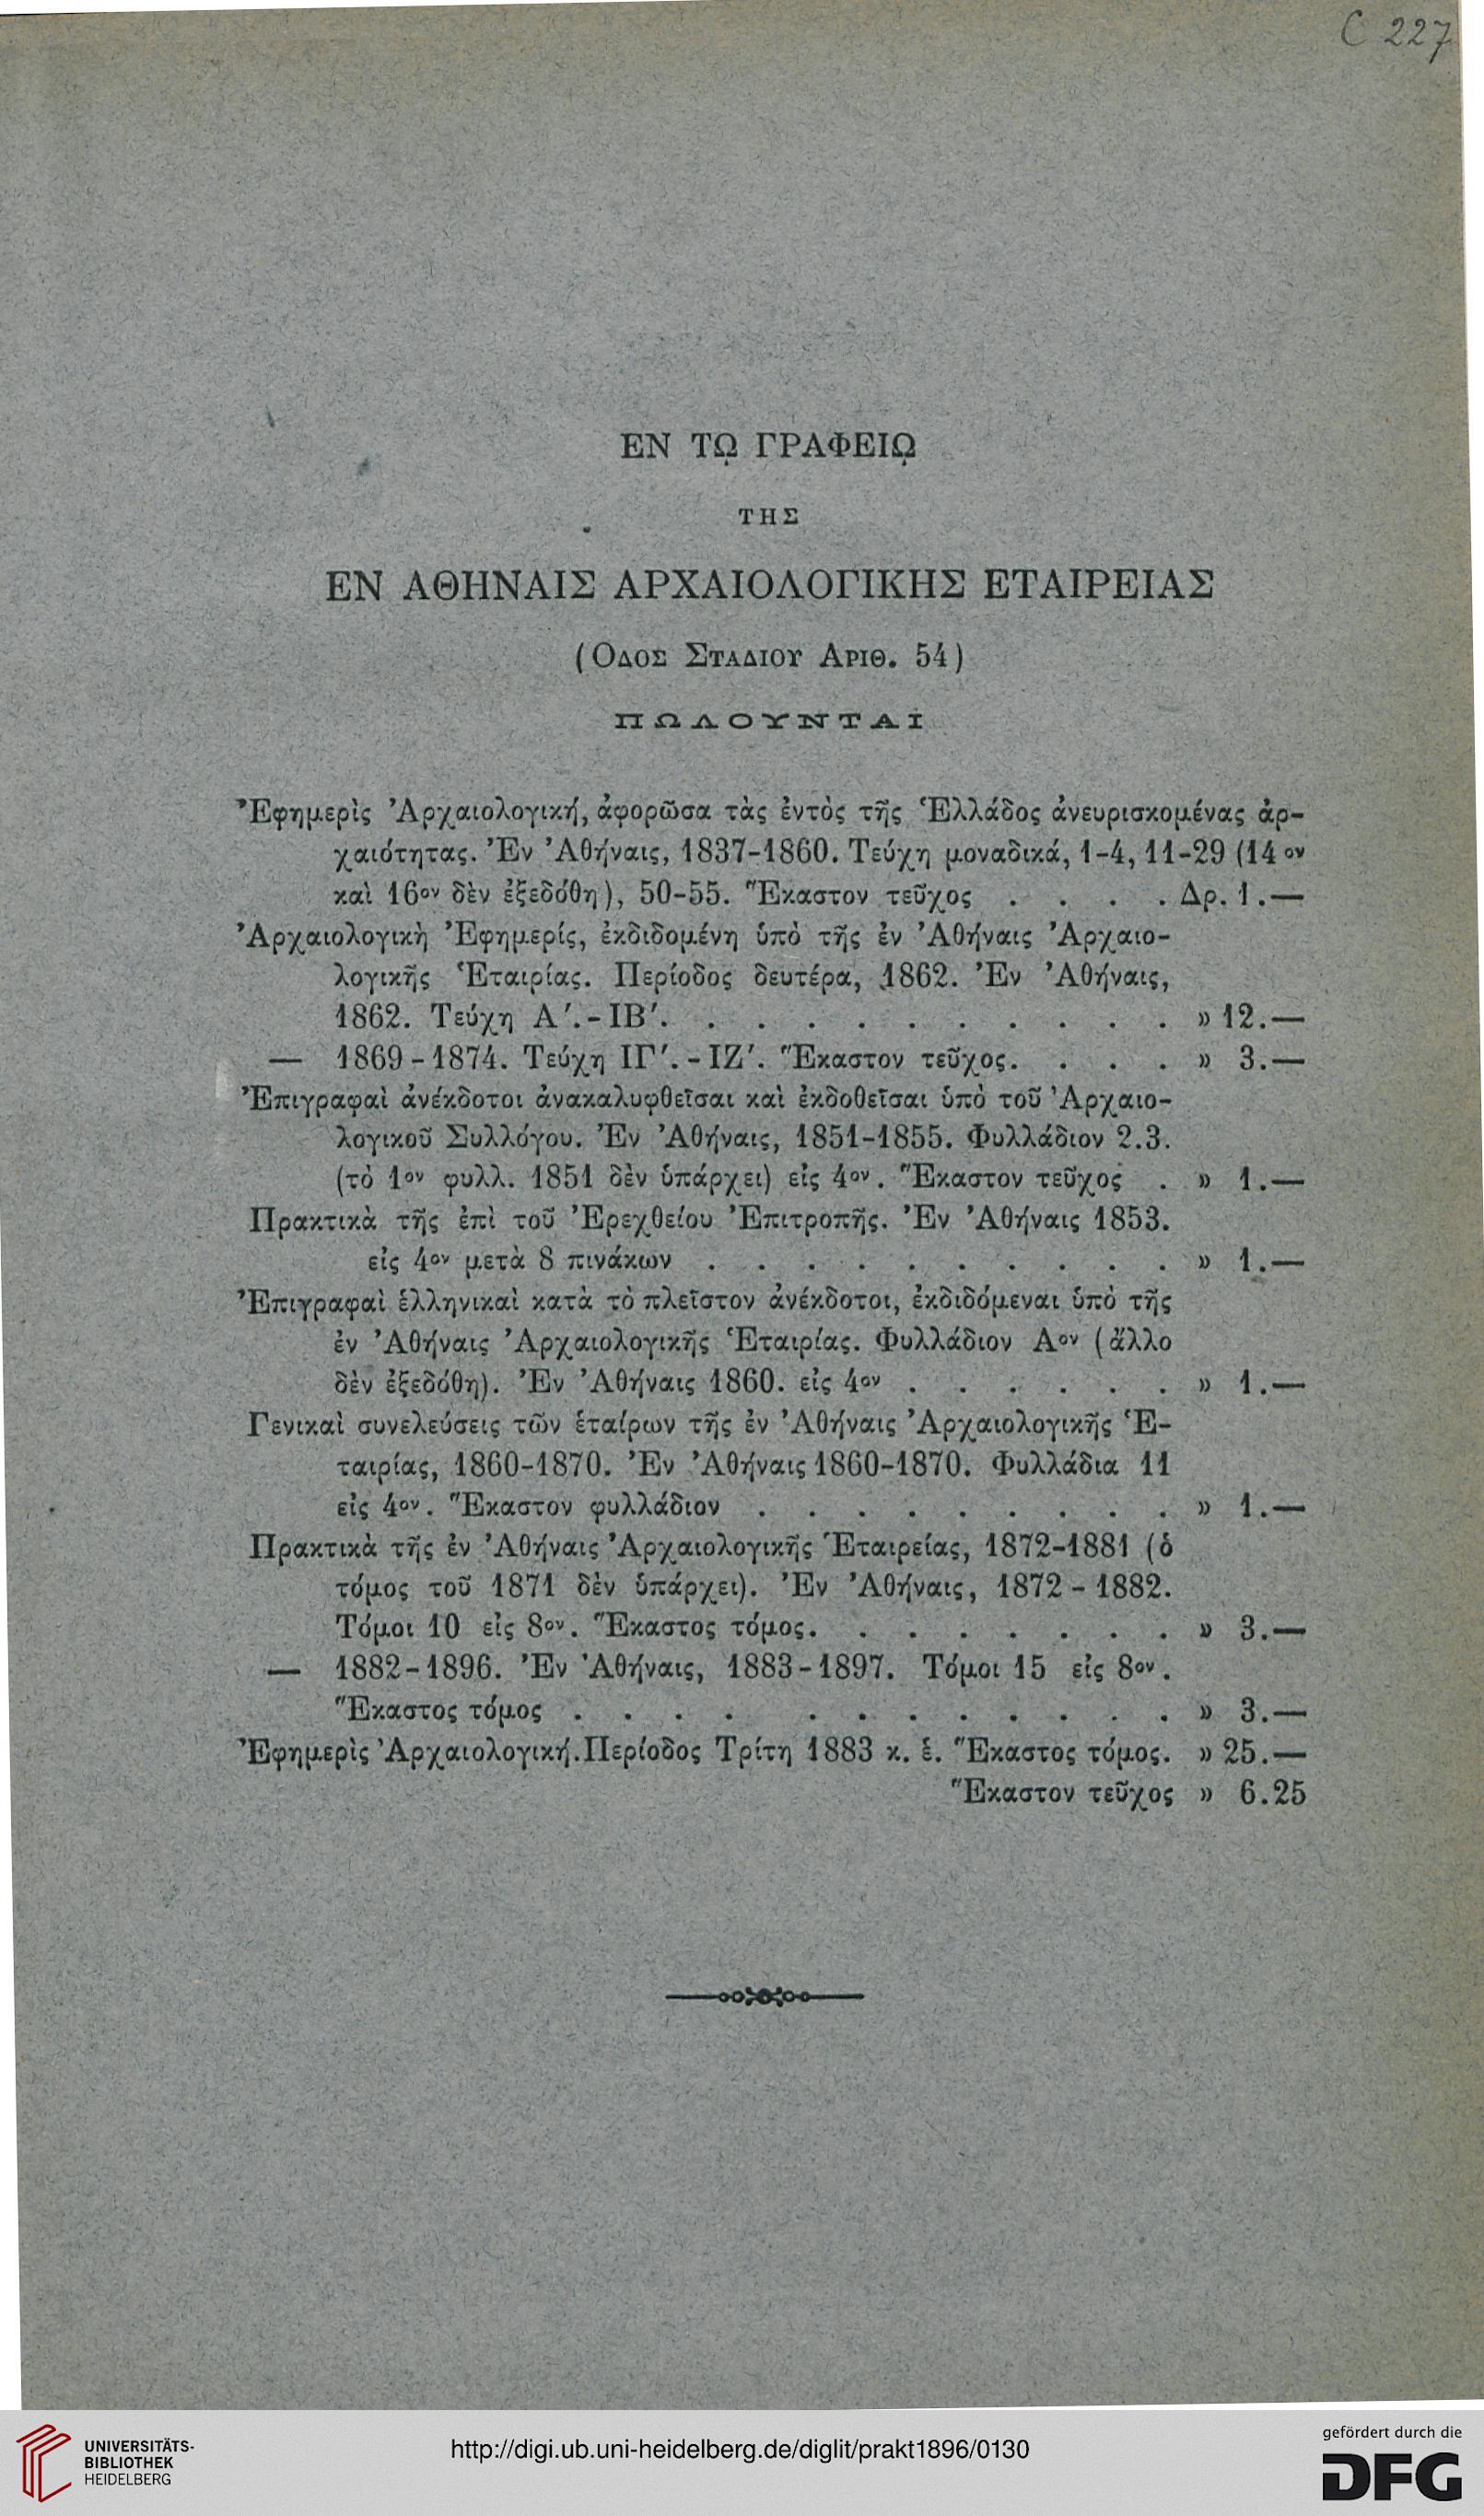 C 227
ΕΝ Τῼ ΓΡΑΦΕΙῼ
ΤΗΣ
ΕΝ ΑΘΗΝΑΙΣ ΑΡΧΑΙΟΛΟΓΙΚΗΣ ΕΤΑΙΡΕΙΑΣ
(ΟΔΟΣ ΣΤΑΔΙΟΥ ΑΡΙΘ. 54)
ΠΩΛΟΥΝΤΑΙ
Ἐφημερὶς Ἀρχαιολογική, ἀφορῶσα τὰς ἐντὸς τῆς Ἑλλάδος ἀνευρισκομένας ἀρ-
χαιότητας. Ἐν Ἀθήναις, 1837-1860. Τεύχη μοναδικά, 1-4, 11-29 (14ον
καὶ 16ον δὲν ἐξεδόθη), 50-55. Ἕκαστον τεῦχος . . . . Δρ. 1.—
Ἀρχαιολογικὴ Ἐφημερίς, ἐκδιδομένη ὑπὸ τῆς ἐν Ἀθήναις Ἀρχαιο-
λογικῆς Ἑταιρίας. Περίοδος δευτέρα, 1862. Ἐν Ἀθήναις,
1862. Τεύχη Α΄.-ΙΒ΄. . . . . . . . . . . » 12.—
— 1869-1874. Τεύχη ΙΓ΄.-ΙΖ΄. Ἕκαστον τεῦχος. . . . » 3.—
Ἐπιγραφαὶ ἀνέκδοτοι ἀνακαλυφθεῖσαι καὶ ἐκδοθεῖσαι ὑπὸ τοῦ Ἀρχαιο-
λογικοῦ Συλλόγου. Ἐν Ἀθήναις, 1851-1855. Φυλλάδιον 2.3.
(τὸ 1ον φυλλ. 1851 δὲν ὑπάρχει) εἰς 4ον. Ἕκαστον τεῦχος . » 1.—
Πρακτικὰ τῆς ἐπὶ τοῦ Ἐρεχθείου Ἐπιτροπῆς. Ἐν Ἀθήναις 1853.
εἰς 4ον μετὰ 8 πινάκων . . . . . . . . . . » 1.—
Ἐπιγραφαὶ ἑλληνικαὶ κατὰ τὸ πλεῖστον ἀνέκδοτοι, ἐκδιδόμεναι ὑπὸ τῆς
ἐν Ἀθήναις Ἀρχαιολογικῆς Ἑταιρίας. Φυλλάδιον Αον (ἄλλο
δὲν ἐξεδόθη). Ἐν Ἀθήναις 1860. εἰς 4ον . . . . . . » 1.—
Γενικαὶ συνελεύσεις τῶν ἑταίρων τῆς ἐν Ἀθήναις Ἀρχαιολογικῆς Ἑ-
ταιρίας, 1860-1870. Ἐν Ἀθήναις 1860-1870. Φυλλάδια 11
εἰς 4ον. Ἕκαστον φυλλάδιον . . . . . . . . . » 1.—
Πρακτικὰ τῆς ἐν Ἀθήναις Ἀρχαιολογικῆς Ἑταιρείας, 1872-1881 (ὁ
τόμος τοῦ 1871 δὲν ὑπάρχει). Ἐν Ἀθήναις, 1872-1882.
Τόμοι 10 εἰς 8ον. Ἕκαστος τόμος. . . . . . . . » 3.—
— 1882-1896. Ἐν Ἀθήναις, 1883-1897. Τόμοι 15 εἰς 8ον.
Ἕκαστος τόμος . . . . . . . . . . . . » 3.—
Ἐφημερὶς Ἀρχαιολογική. Περίοδος Τρίτη 1883 κ. ἑ. Ἕκαστος τόμος. » 25.—
Ἕκαστον τεῦχος » 6.25
UNIVERSITÄTS-
BIBLIOTHEK
HEIDELBERG
http://digi.ub.uni-heidelberg.de/diglit/prakt1896/0130
gefördert durch die
DFG